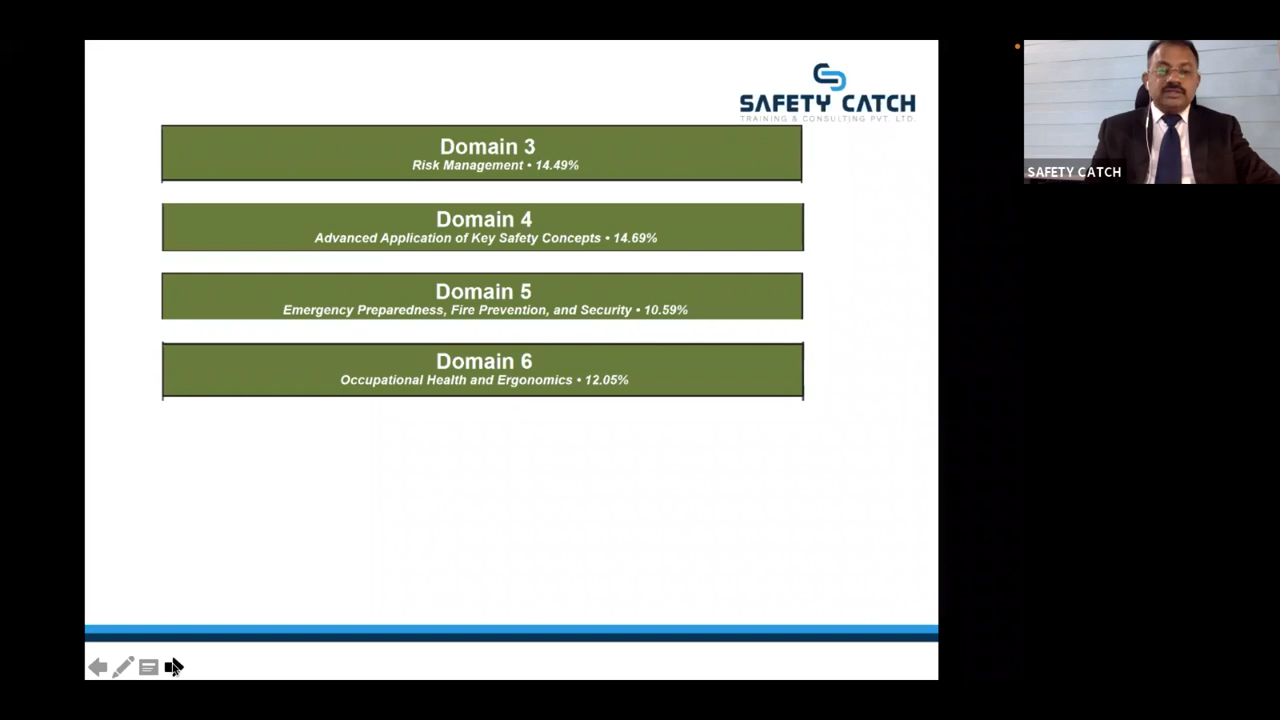 SAFETY CATCH
TRAINING & CONSULTING PVT. LTD.
Domain 3
Risk Management • 14.49%
Domain 4
Advanced Application of Key Safety Concepts • 14.69%
Domain 5
Emergency Preparedness, Fire Prevention, and Security • 10.59%
Domain 6
Occupational Health and Ergonomics • 12.05%
SAFETY CATCH